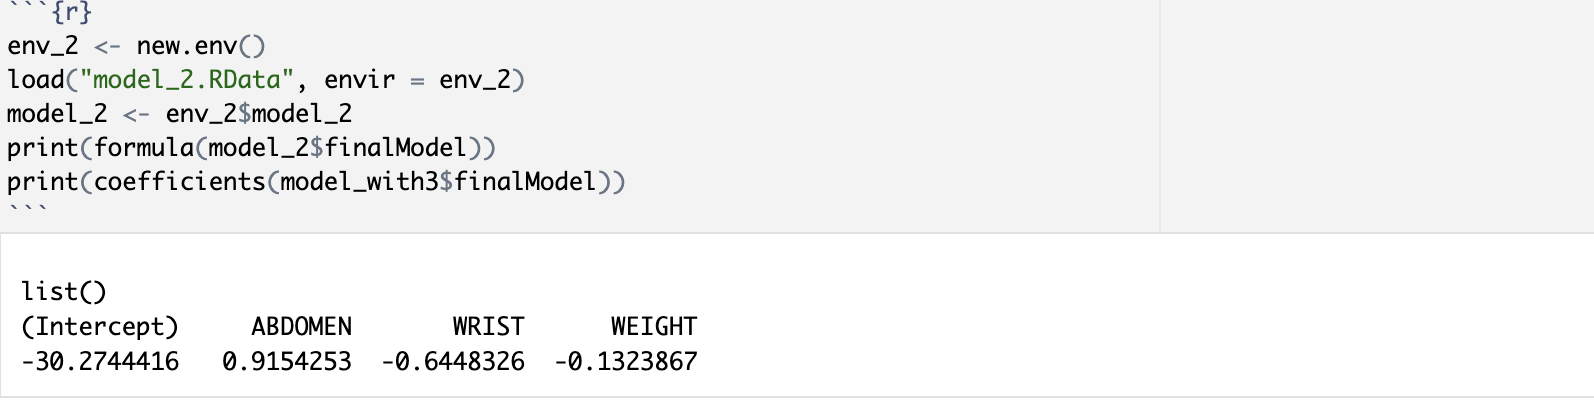 ```{r}
env_2 <- new.env()
load("model_2.RData", envir = env_2)
model_2 <- env_2$model_2
print(formula(model_2$finalModel))
print(coefficients(model_with3$finalModel))
```
list()
(Intercept)     ABDOMEN       WRIST      WEIGHT
-30.2744416   0.9154253  -0.6448326  -0.1323867